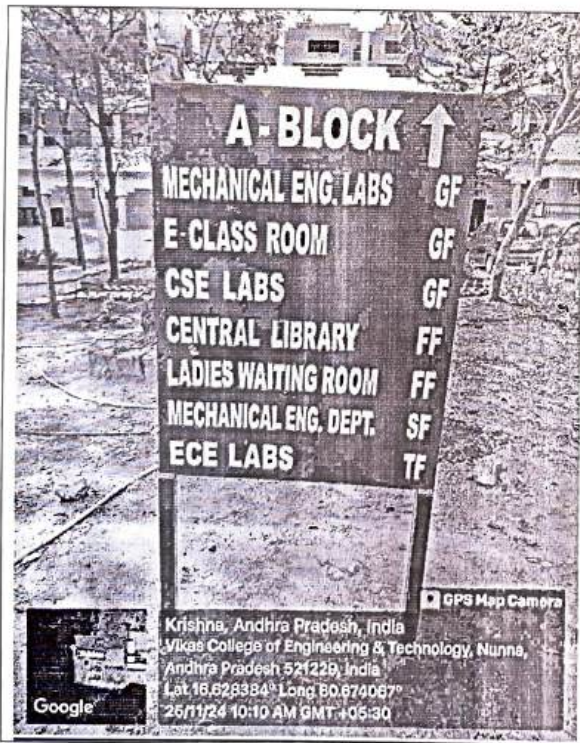 A-BLOCK
MECHANICAL ENG. LABS GF
E-CLASS ROOM GF
CSE LABS GF
CENTRAL LIBRARY FF
LADIES WAITING ROOM FF
MECHANICAL ENG. DEPT. SF
ECE LABS TF
GPS Map Camera
Krishna, Andhra Pradesh, India
Vikas College of Engineering & Technology, Nunna,
Andhra Pradesh 521229, India
Lat 16.628384° Long 80.674067°
26/11/24 10:10 AM GMT +05:30
Google